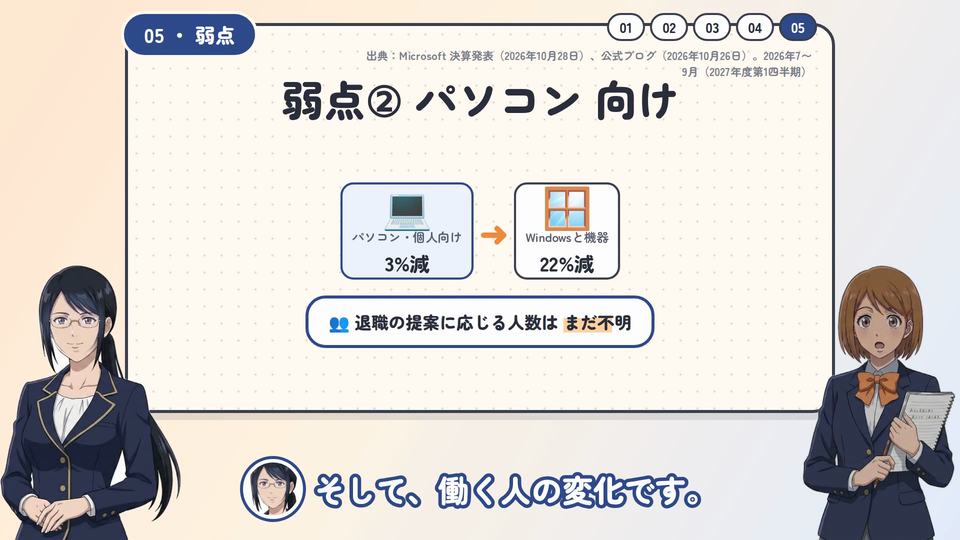 05 ・ 弱点
01 02 03 04 05
出典：Microsoft 決算発表（2026年10月28日）、公式ブログ（2026年10月26日）。2026年7〜
9月（2027年度第1四半期）
弱点② パソコン 向け
パソコン・個人向け
3%減
Windowsと機器
22%減
退職の提案に応じる人数は まだ不明
そして、働く人の変化です。